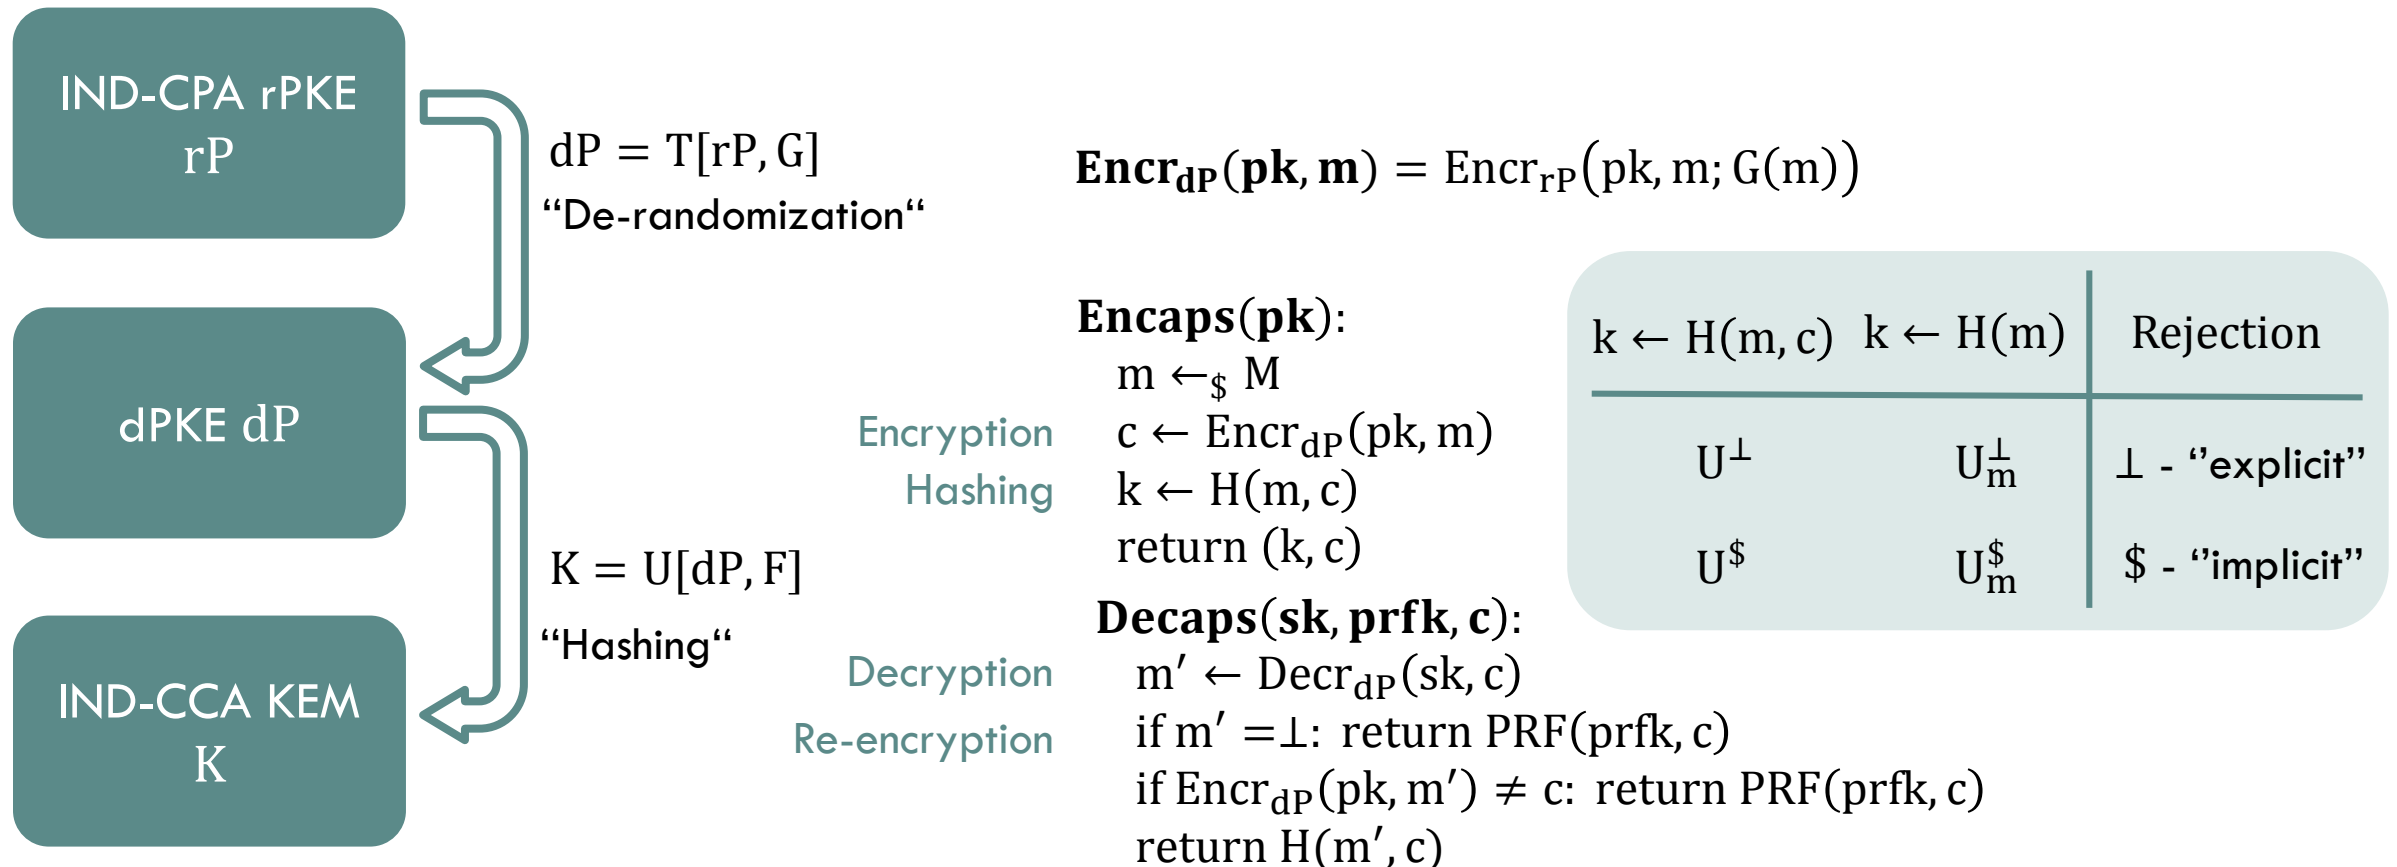 IND-CPA rPKE
rP
dP = T[rP, G]
“De-randomization“
dPKE dP
K = U[dP, F]
“Hashing“
IND-CCA KEM
K
Encr_dP(pk, m) = Encr_rP(pk, m; G(m))
Encaps(pk):
m ←_$ M
Encryption c ← Encr_dP(pk, m)
Hashing k ← H(m, c)
return (k, c)
Decaps(sk, prfk, c):
Decryption m′ ← Decr_dP(sk, c)
Re-encryption if m′ =⊥: return PRF(prfk, c)
if Encr_dP(pk, m′) ≠ c: return PRF(prfk, c)
return H(m′, c)
k ← H(m, c) k ← H(m) Rejection
U^⊥ U_m^⊥ ⊥ - ‘’explicit’’
U^$ U_m^$ $ - ‘’implicit’’